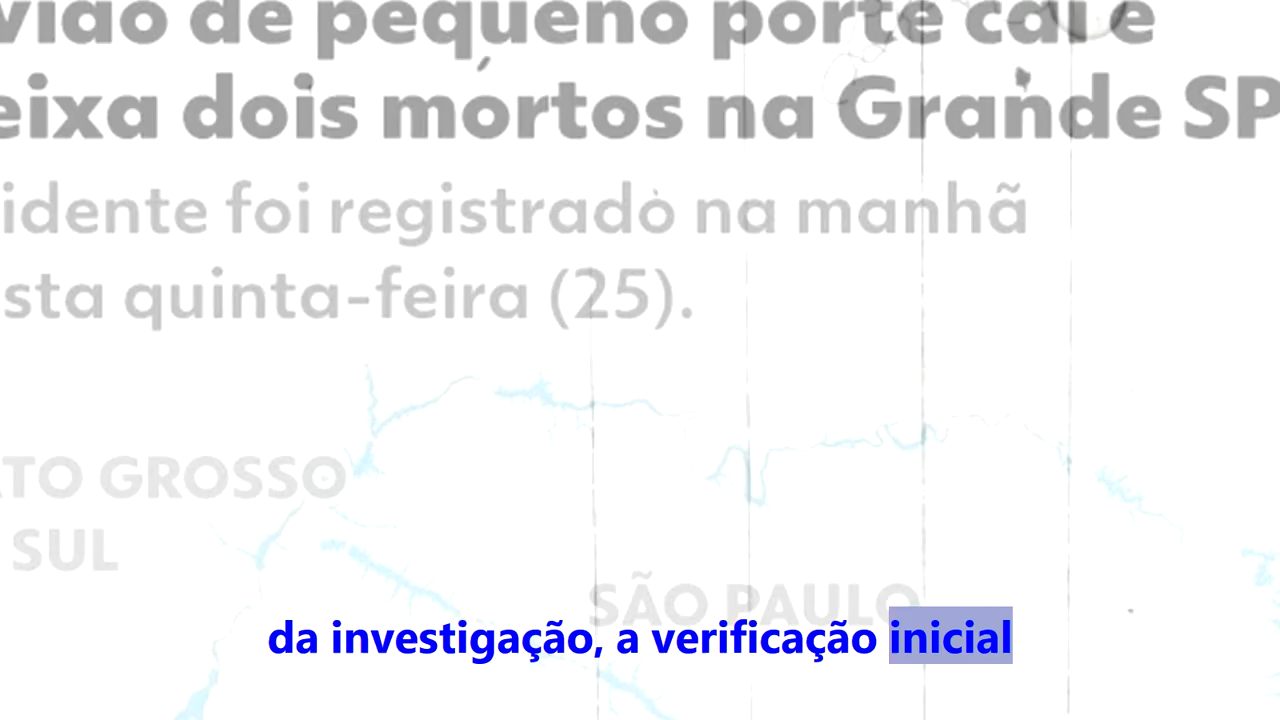 vião de pequeno porte cai e
eixa dois mortos na Grande SP
idente foi registrado na manhã
sta quinta-feira (25).
ATO GROSSO
SUL
SÃO PAULO
da investigação, a verificação inicial